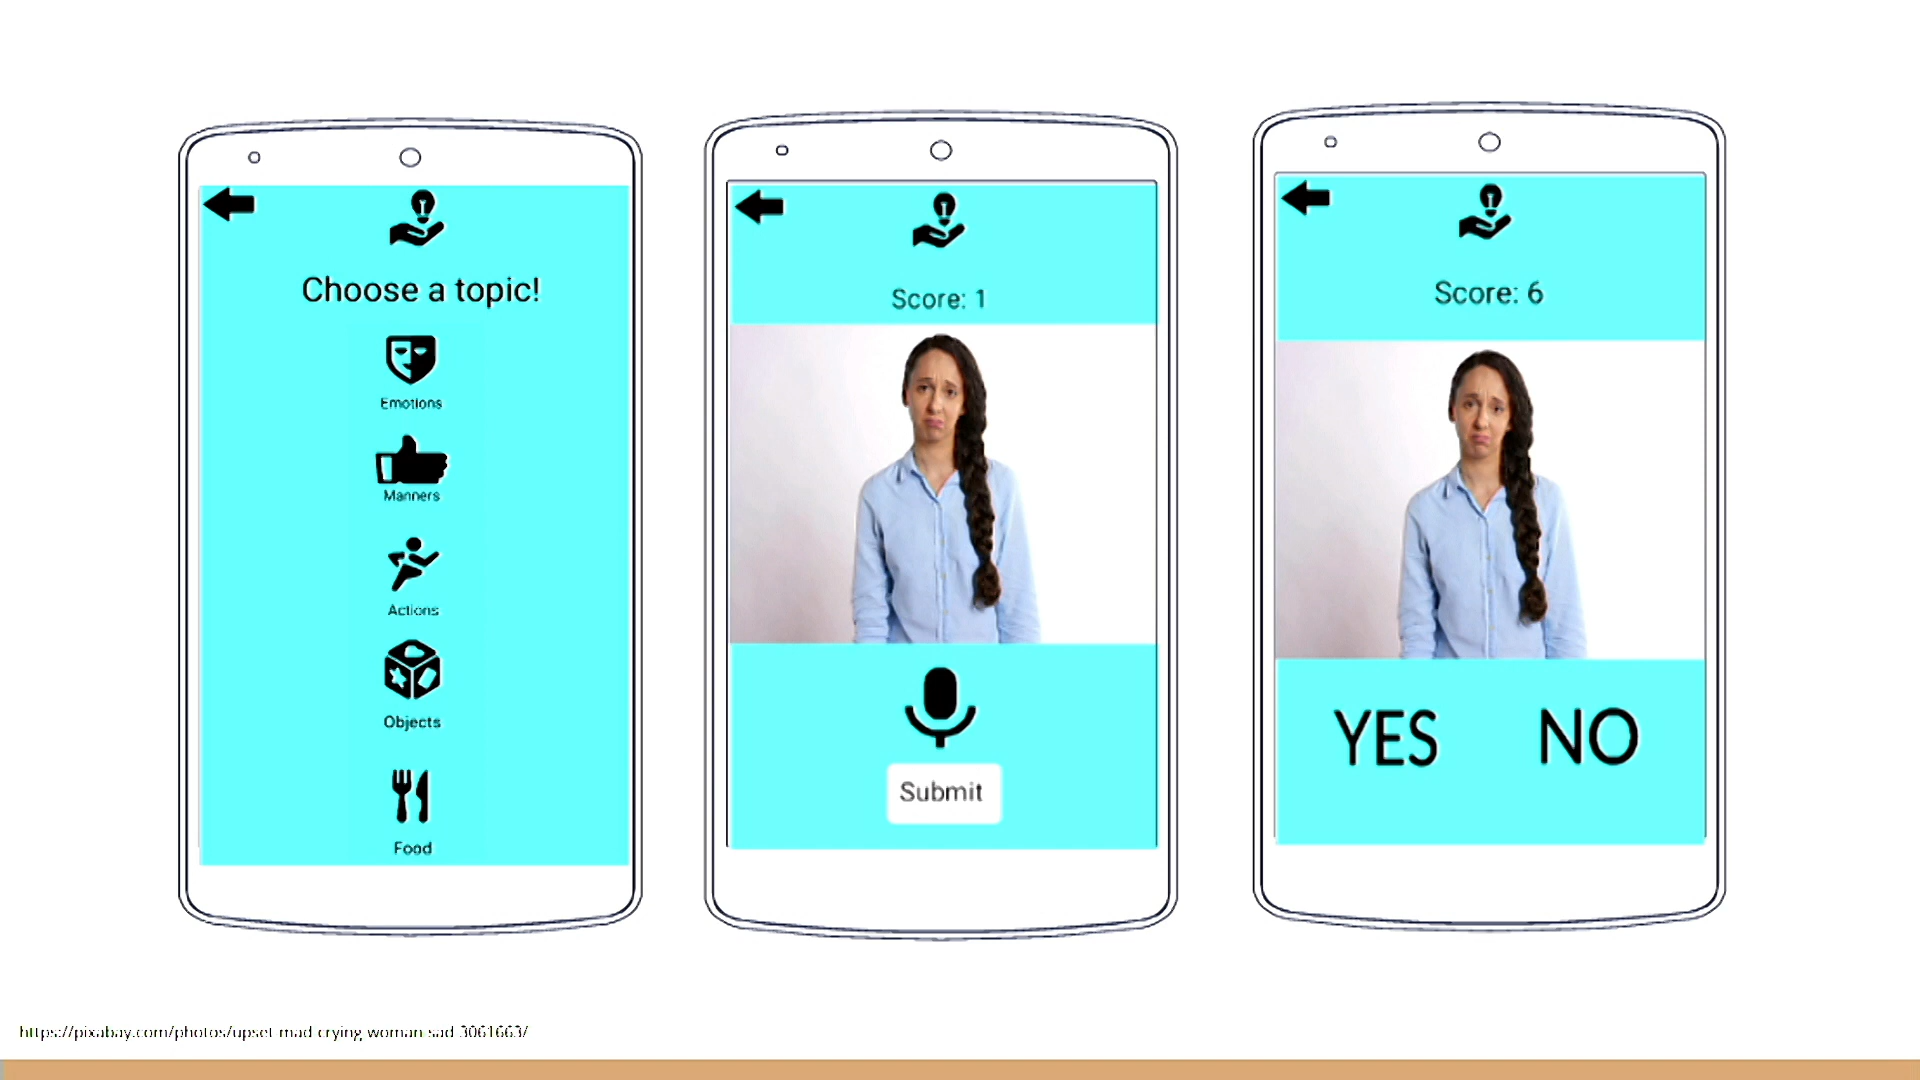 Choose a topic!
Emotions
Manners
Actions
Objects
Food
Score: 1
Submit
Score: 6
YES NO
https://pixabay.com/photos/upset-mad-crying-woman-sad-3061663/